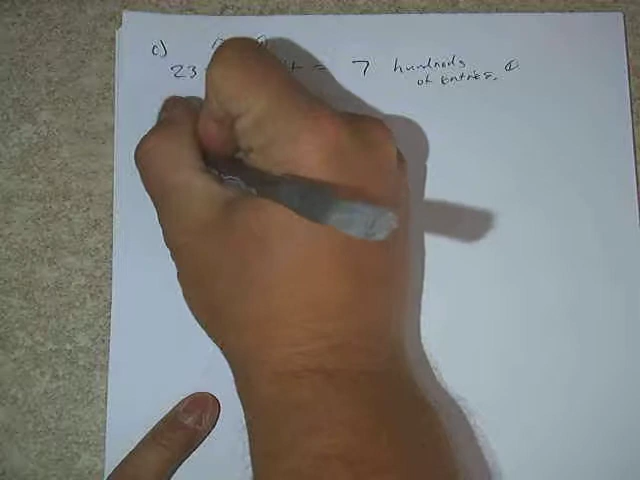 c)
23 t = 7 hundreds
of entries,